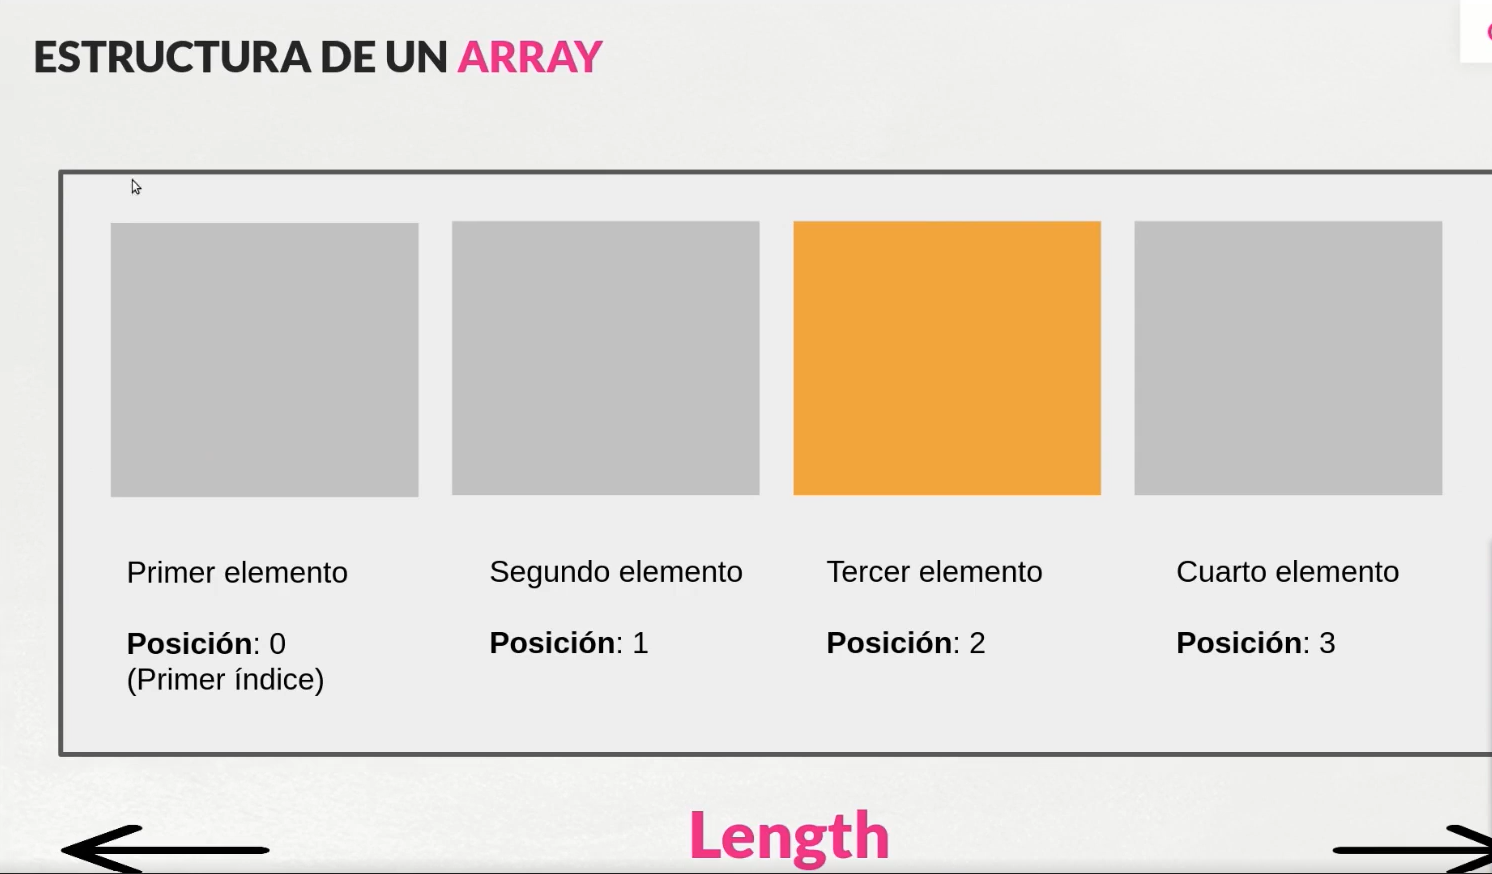 ESTRUCTURA DE UN ARRAY
Primer elemento
Posición: 0
(Primer índice)
Segundo elemento
Posición: 1
Tercer elemento
Posición: 2
Cuarto elemento
Posición: 3
Length